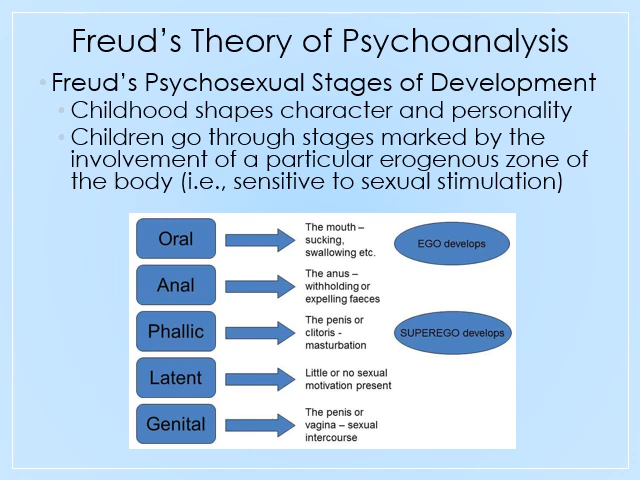 Freud's Theory of Psychoanalysis
• Freud's Psychosexual Stages of Development
• Childhood shapes character and personality
• Children go through stages marked by the
involvement of a particular erogenous zone of
the body (i.e., sensitive to sexual stimulation)
Oral
The mouth –
sucking,
swallowing etc.
EGO develops
Anal
The anus –
withholding or
expelling faeces
Phallic
The penis or
clitoris -
masturbation
SUPEREGO develops
Latent
Little or no sexual
motivation present
Genital
The penis or
vagina – sexual
intercourse